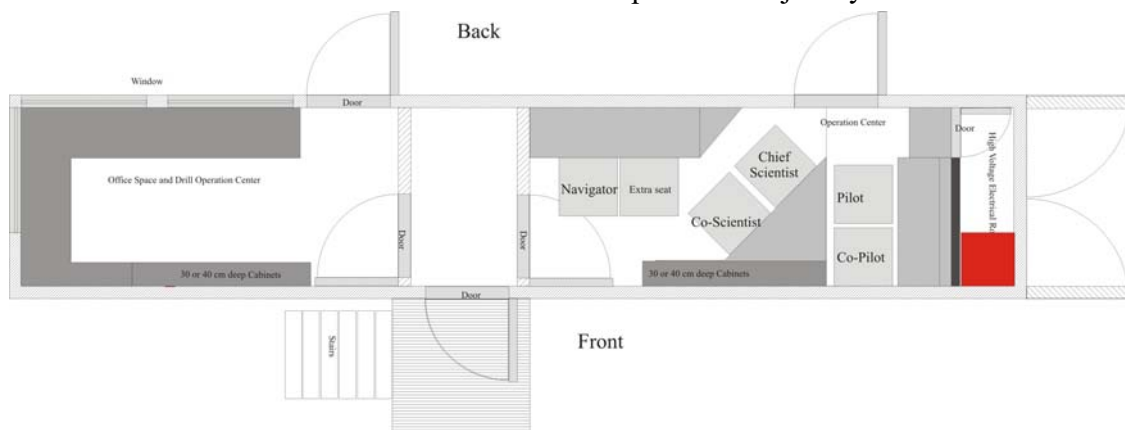 Back
Window
Door
Operation Center
Door
High Voltage Electrical
Chief
Scientist
Office Space and Drill Operation Center
Navigator
Extra seat
Pilot
Co-Scientist
Door
Door
Co-Pilot
30 or 40 cm deep Cabinets
30 or 40 cm deep Cabinets
Door
Stairs
Front